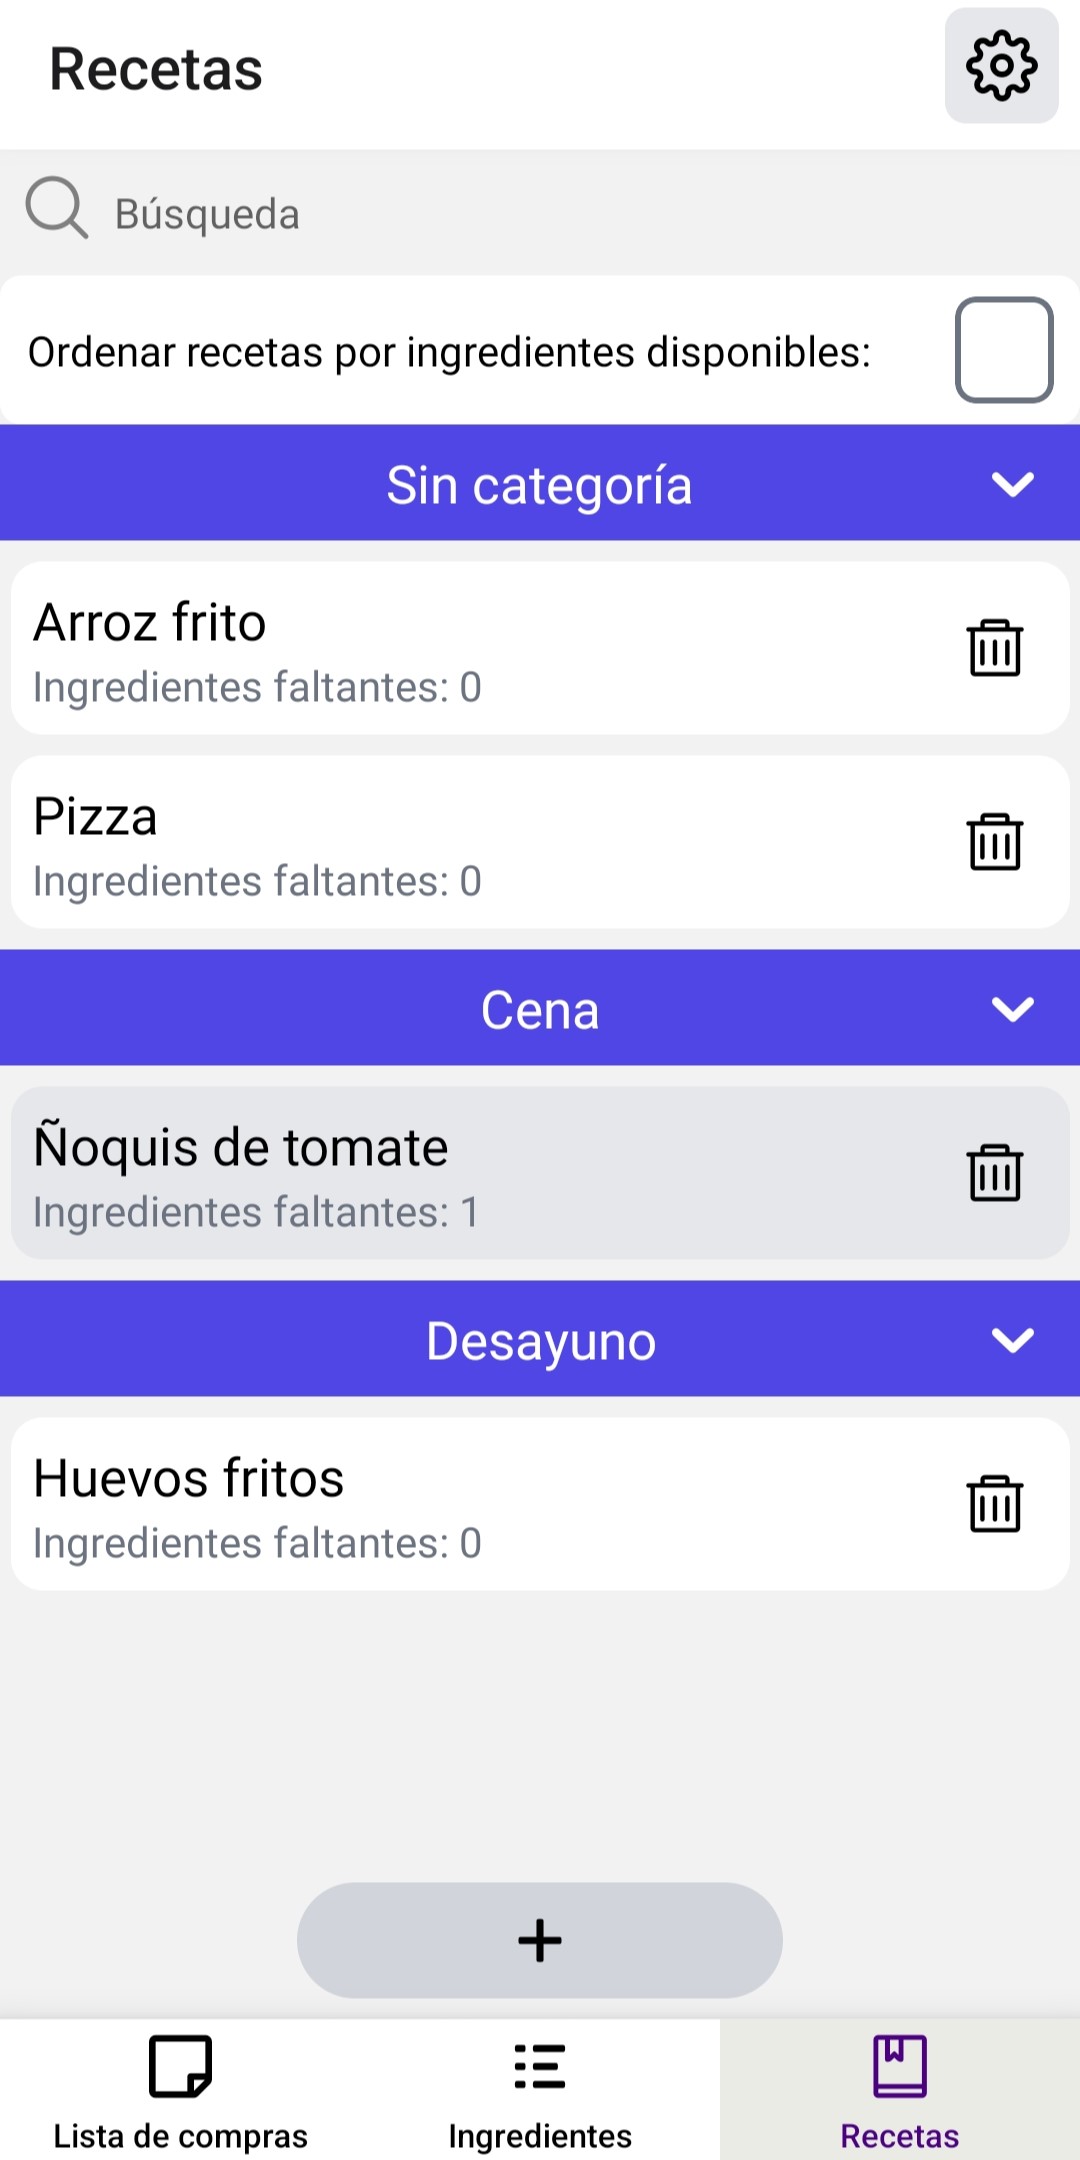 Recetas
Búsqueda
Ordenar recetas por ingredientes disponibles:
Sin categoría
Arroz frito
Ingredientes faltantes: 0
Pizza
Ingredientes faltantes: 0
Cena
Ñoquis de tomate
Ingredientes faltantes: 1
Desayuno
Huevos fritos
Ingredientes faltantes: 0
Lista de compras
Ingredientes
Recetas